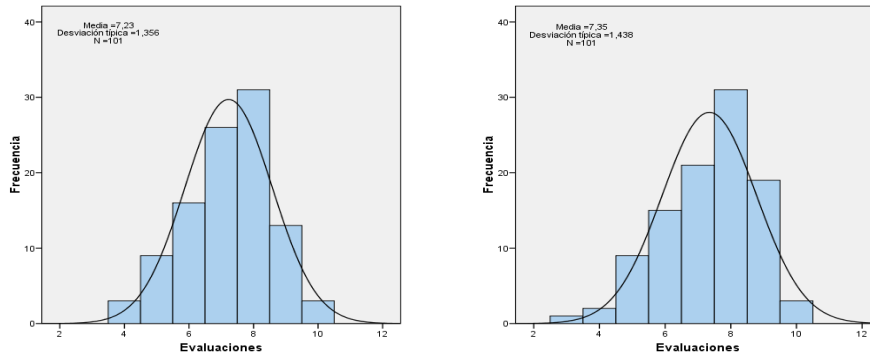 Media =7,23
Desviación típica =1,356
N =101
Frecuencia
40
30
20
10
0
2 4 6 8 10 12
Evaluaciones
Media =7,35
Desviación típica =1,438
N =101
Frecuencia
40
30
20
10
0
2 4 6 8 10 12
Evaluaciones